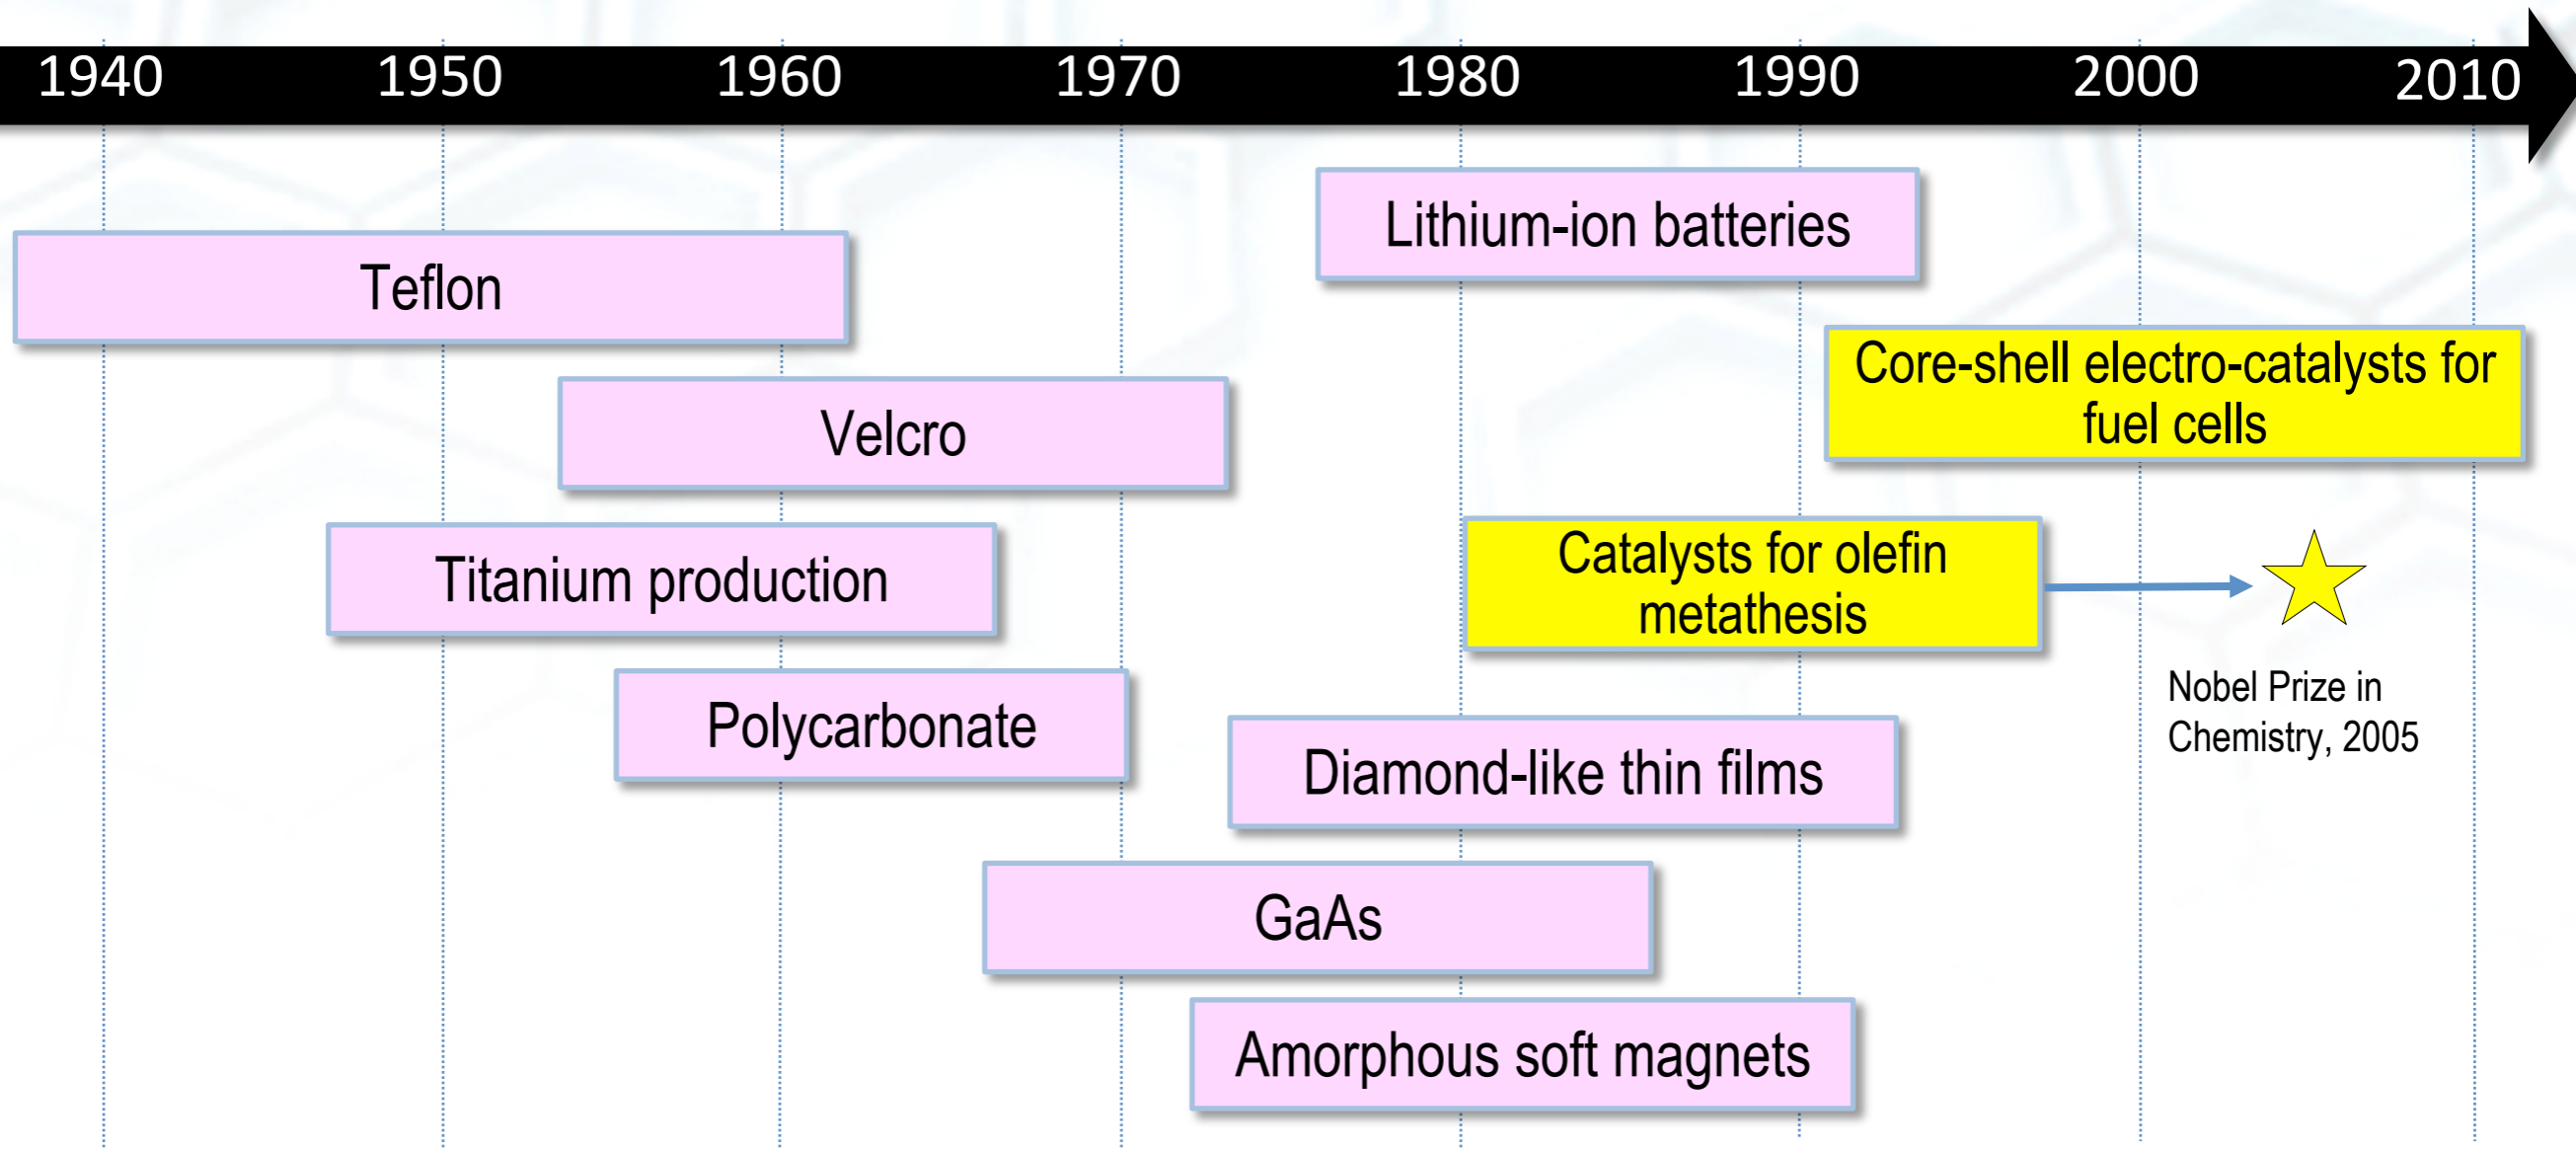 1940 1950 1960 1970 1980 1990 2000 2010
Lithium-ion batteries
Teflon
Core-shell electro-catalysts for
fuel cells
Velcro
Catalysts for olefin
metathesis
Titanium production
Nobel Prize in
Chemistry, 2005
Polycarbonate
Diamond-like thin films
GaAs
Amorphous soft magnets